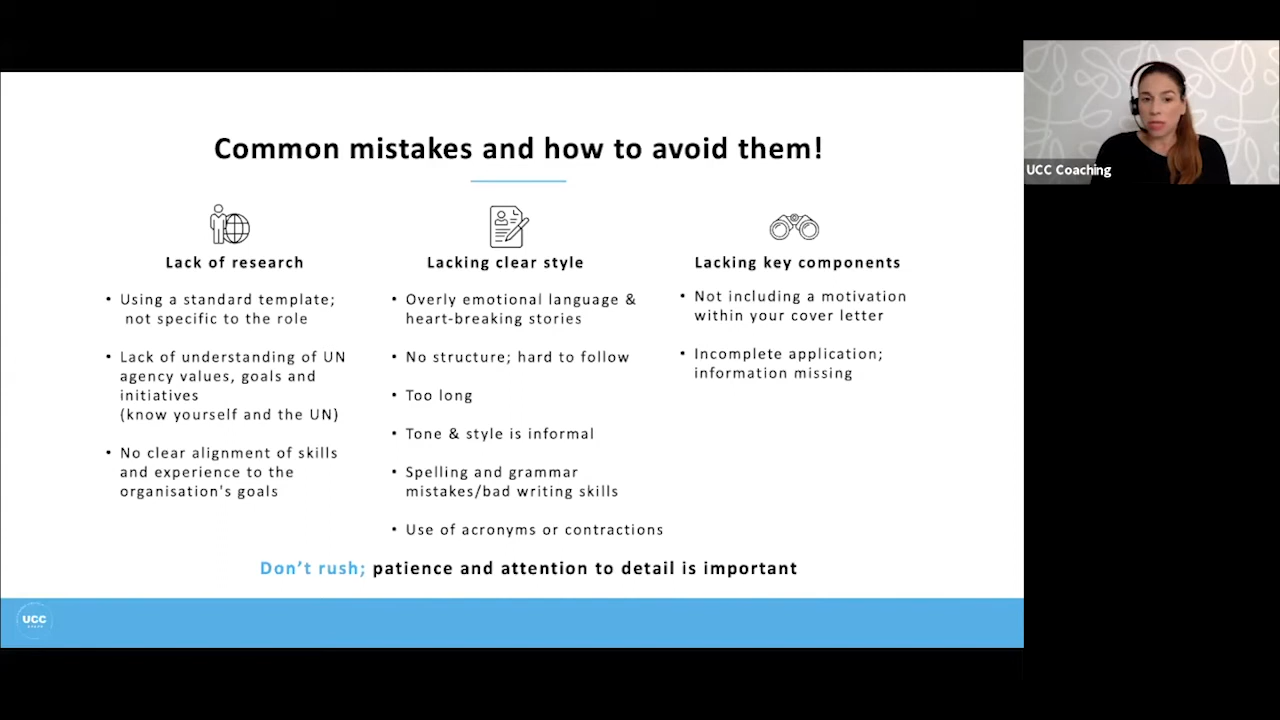 Common mistakes and how to avoid them!
Lack of research
• Using a standard template;
not specific to the role
• Lack of understanding of UN
agency values, goals and
initiatives
(know yourself and the UN)
• No clear alignment of skills
and experience to the
organisation's goals
Lacking clear style
• Overly emotional language &
heart-breaking stories
• No structure; hard to follow
• Too long
• Tone & style is informal
• Spelling and grammar
mistakes/bad writing skills
• Use of acronyms or contractions
Lacking key components
• Not including a motivation
within your cover letter
• Incomplete application;
information missing
Don’t rush; patience and attention to detail is important
UCC
UCC Coaching